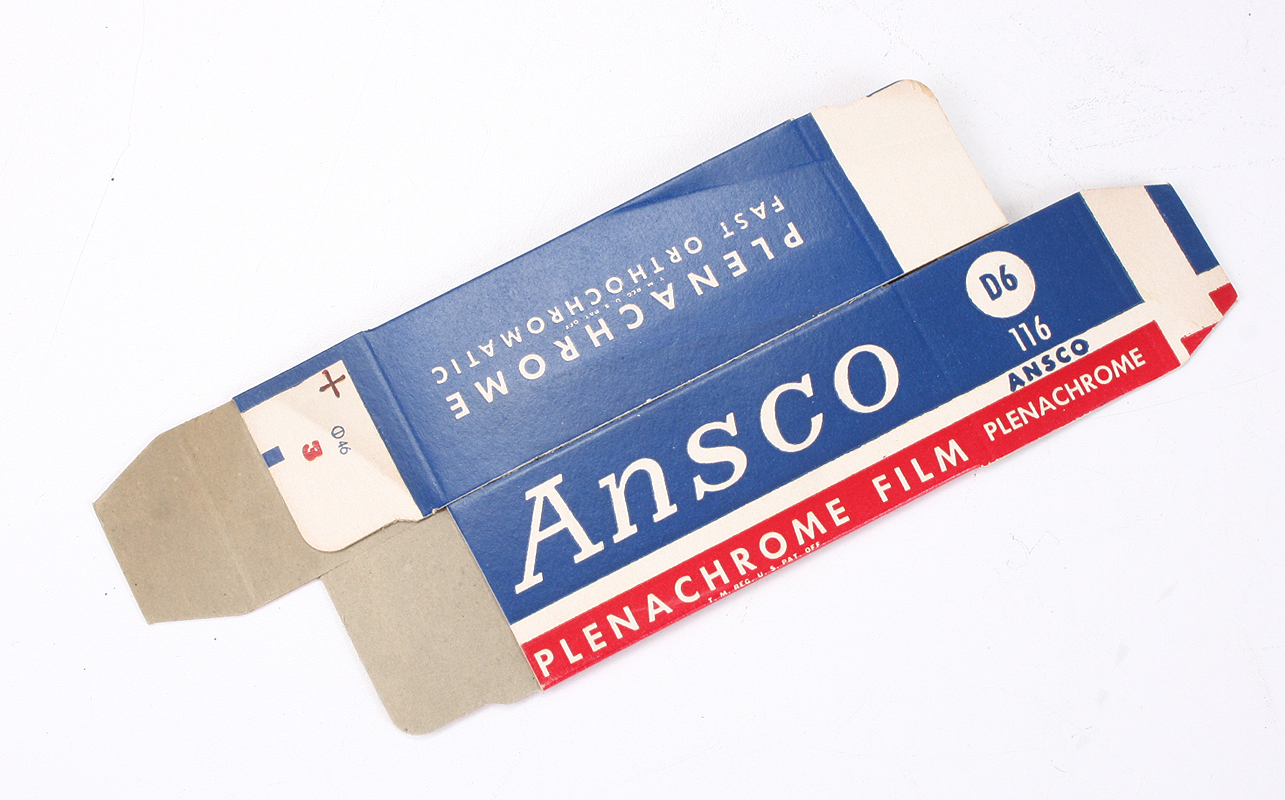 PLENACHROME
T. M. REG. U. S. PAT. OFF
FAST ORTHOCHROMATIC
46
3
Ansco
PLENACHROME FILM
T. M. REG. U. S. PAT. OFF
D6
116
ANSCO
PLENACHROME